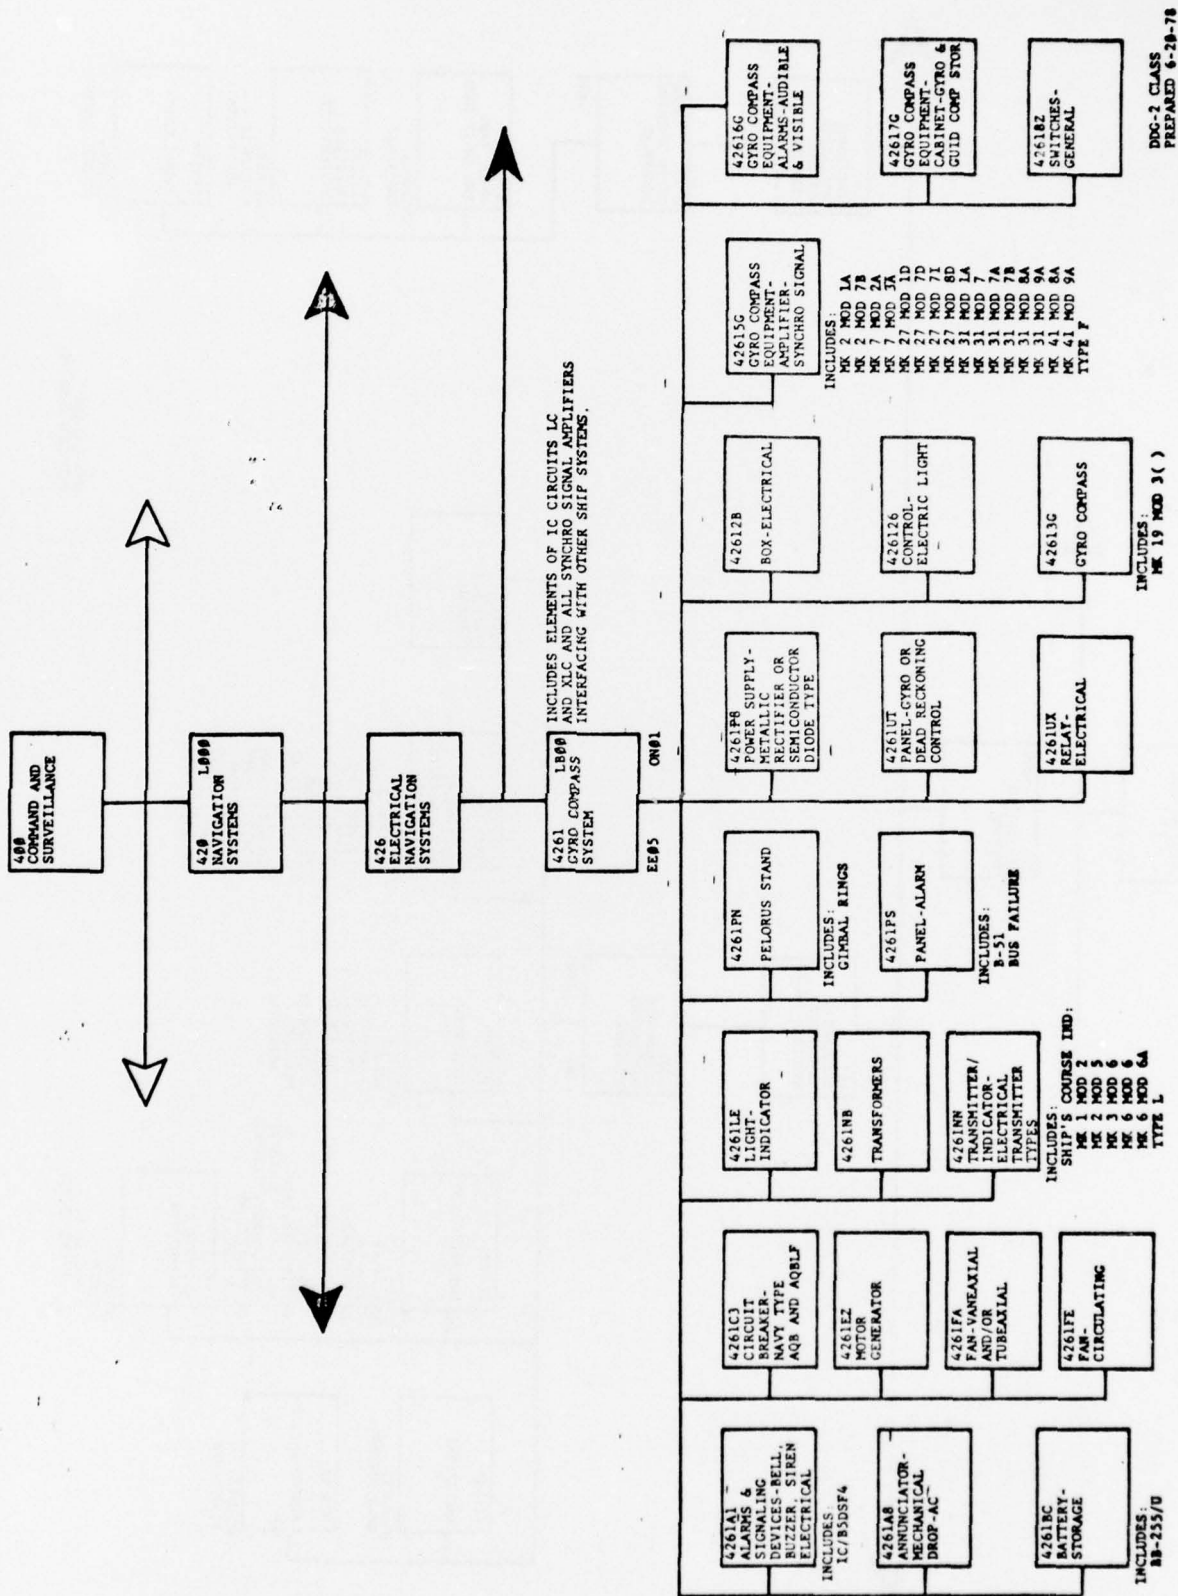 400
COMMAND AND
SURVEILLANCE
420 L000
NAVIGATION
SYSTEMS
426
ELECTRICAL
NAVIGATION
SYSTEMS
4261 LB00
GYRO COMPASS
SYSTEM
INCLUDES ELEMENTS OF IC CIRCUITS LC
AND XLC AND ALL SYNCHRO SIGNAL AMPLIFIERS
INTERFACING WITH OTHER SHIP SYSTEMS.
EE05 ON01
4261A1
ALARMS &
SIGNALING
DEVICES-BELL,
BUZZER, SIREN
ELECTRICAL
INCLUDES:
IC/B5DSF4
4261A8
ANNUNCIATOR-
MECHANICAL
DROP-AC
4261BC
BATTERY-
STORAGE
INCLUDES:
BB-255/U
4261C3
CIRCUIT
BREAKER-
NAVY TYPE
AQB AND AQBLF
4261EZ
MOTOR
GENERATOR
4261FA
FAN-VANEAXIAL
AND/OR
TUBEAXIAL
4261FE
FAN-
CIRCULATING
4261LE
LIGHT-
INDICATOR
4261NB
TRANSFORMERS
4261NN
TRANSMITTER/
INDICATOR-
ELECTRICAL
TRANSMITTER
TYPES
INCLUDES:
SHIP'S COURSE IND:
MK 1 MOD 2
MK 2 MOD 5
MK 3 MOD 6
MK 6 MOD 6
MK 6 MOD 6A
TYPE L
4261PN
PELORUS STAND
INCLUDES:
GIMBAL RINGS
4261PS
PANEL-ALARM
INCLUDES:
B-51
BUS FAILURE
4261P8
POWER SUPPLY-
METALLIC
RECTIFIER OR
SEMICONDUCTOR
DIODE TYPE
4261UT
PANEL-GYRO OR
DEAD RECKONING
CONTROL
4261UX
RELAY-
ELECTRICAL
42612B
BOX-ELECTRICAL
426126
CONTROL-
ELECTRIC LIGHT
42613G
GYRO COMPASS
INCLUDES:
MK 19 MOD 3( )
42615G
GYRO COMPASS
EQUIPMENT-
AMPLIFIER-
SYNCHRO SIGNAL
INCLUDES:
MK 2 MOD 1A
MK 2 MOD 7B
MK 7 MOD 2A
MK 7 MOD 3A
MK 27 MOD 1D
MK 27 MOD 7D
MK 27 MOD 7I
MK 27 MOD 8D
MK 31 MOD 1A
MK 31 MOD 7
MK 31 MOD 7A
MK 31 MOD 7B
MK 31 MOD 8A
MK 31 MOD 9A
MK 41 MOD 8A
MK 41 MOD 9A
TYPE F
42616G
GYRO COMPASS
EQUIPMENT-
ALARMS-AUDIBLE
& VISIBLE
42617G
GYRO COMPASS
EQUIPMENT-
CABINET-GYRO &
GUID COMP STOR
42618Z
SWITCHES-
GENERAL
DDG-2 CLASS
PREPARED 6-20-78